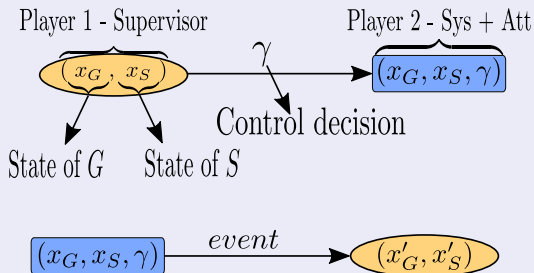 Player 1 - Supervisor
Player 2 - Sys + Att
(x_G, x_S)
γ
(x_G, x_S, γ)
Control decision
State of G
State of S
(x_G, x_S, γ)
event
(x'_G, x'_S)